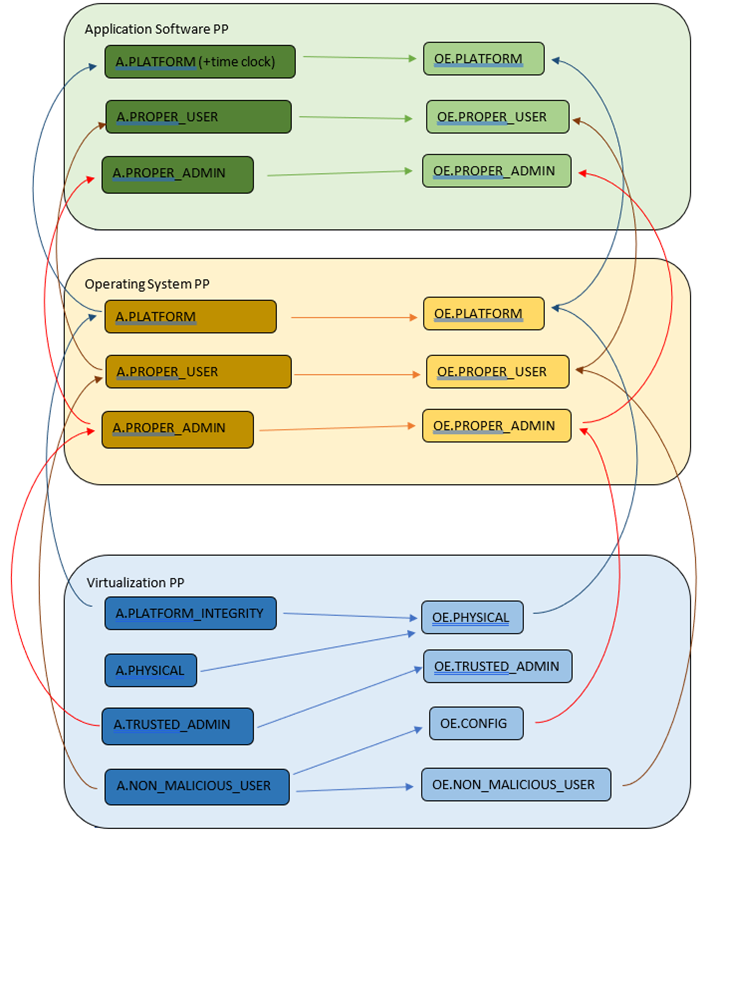 Application Software PP
A.PLATFORM (+time clock)
OE.PLATFORM
A.PROPER_USER
OE.PROPER_USER
A.PROPER_ADMIN
OE.PROPER_ADMIN
Operating System PP
A.PLATFORM
OE.PLATFORM
A.PROPER_USER
OE.PROPER_USER
A.PROPER_ADMIN
OE.PROPER_ADMIN
Virtualization PP
A.PLATFORM_INTEGRITY
OE.PHYSICAL
A.PHYSICAL
OE.TRUSTED_ADMIN
A.TRUSTED_ADMIN
OE.CONFIG
A.NON_MALICIOUS_USER
OE.NON_MALICIOUS_USER